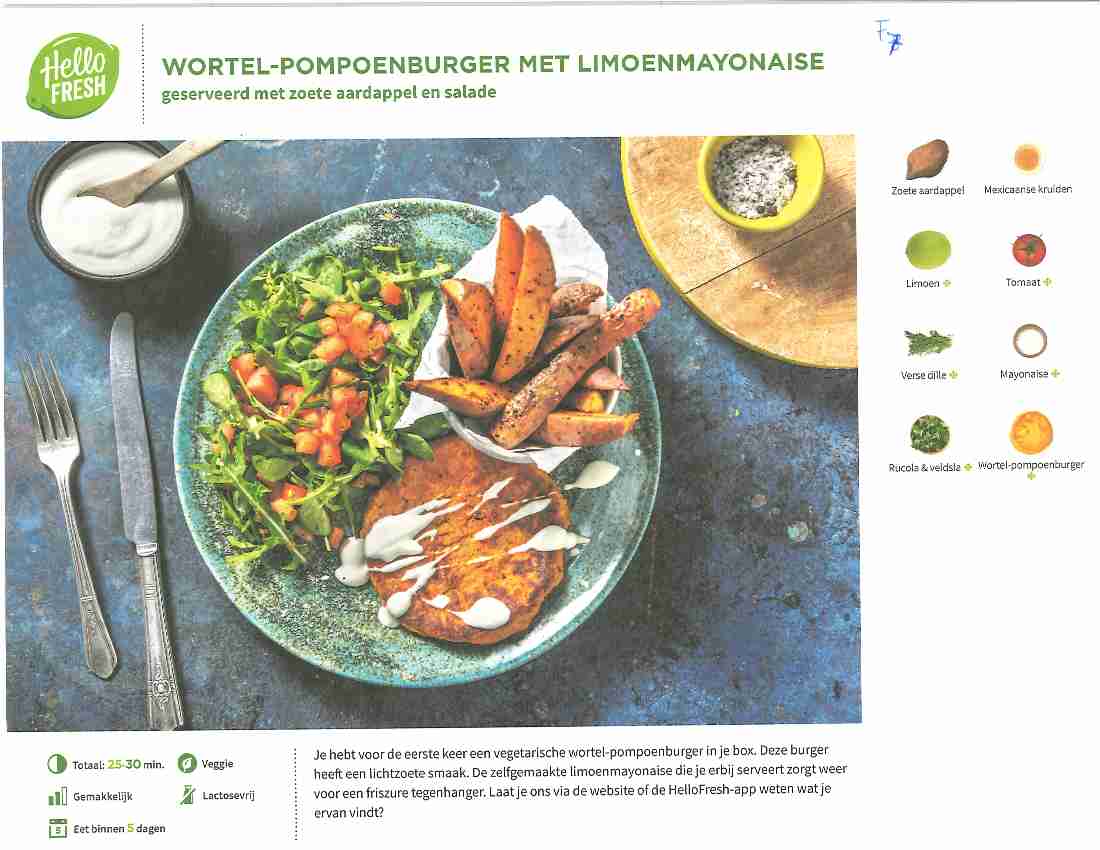 Hello
FRESH
WORTEL-POMPOENBURGER MET LIMOENMAYONAISE
geserveerd met zoete aardappel en salade
Zoete aardappel
Mexicaanse kruiden
Limoen
Tomaat
Verse dille
Mayonaise
Rucola & veldsla
Wortel-pompoenburger
Totaal: 25-30 min.
Veggie
Gemakkelijk
Lactosevrij
5
Eet binnen 5 dagen
Je hebt voor de eerste keer een vegetarische wortel-pompoenburger in je box. Deze burger
heeft een lichtzoete smaak. De zelfgemaakte limoenmayonaise die je erbij serveert zorgt weer
voor een friszure tegenhanger. Laat je ons via de website of de HelloFresh-app weten wat je
ervan vindt?